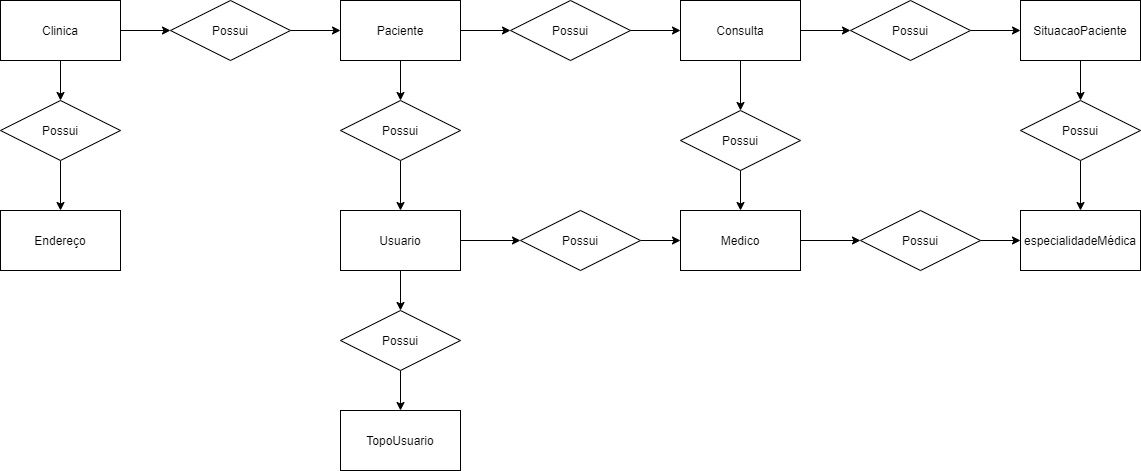 Clinica
Possui
Paciente
Possui
Consulta
Possui
SituacaoPaciente
Possui
Possui
Possui
Possui
Endereço
Usuario
Possui
Medico
Possui
especialidadeMédica
Possui
TopoUsuario